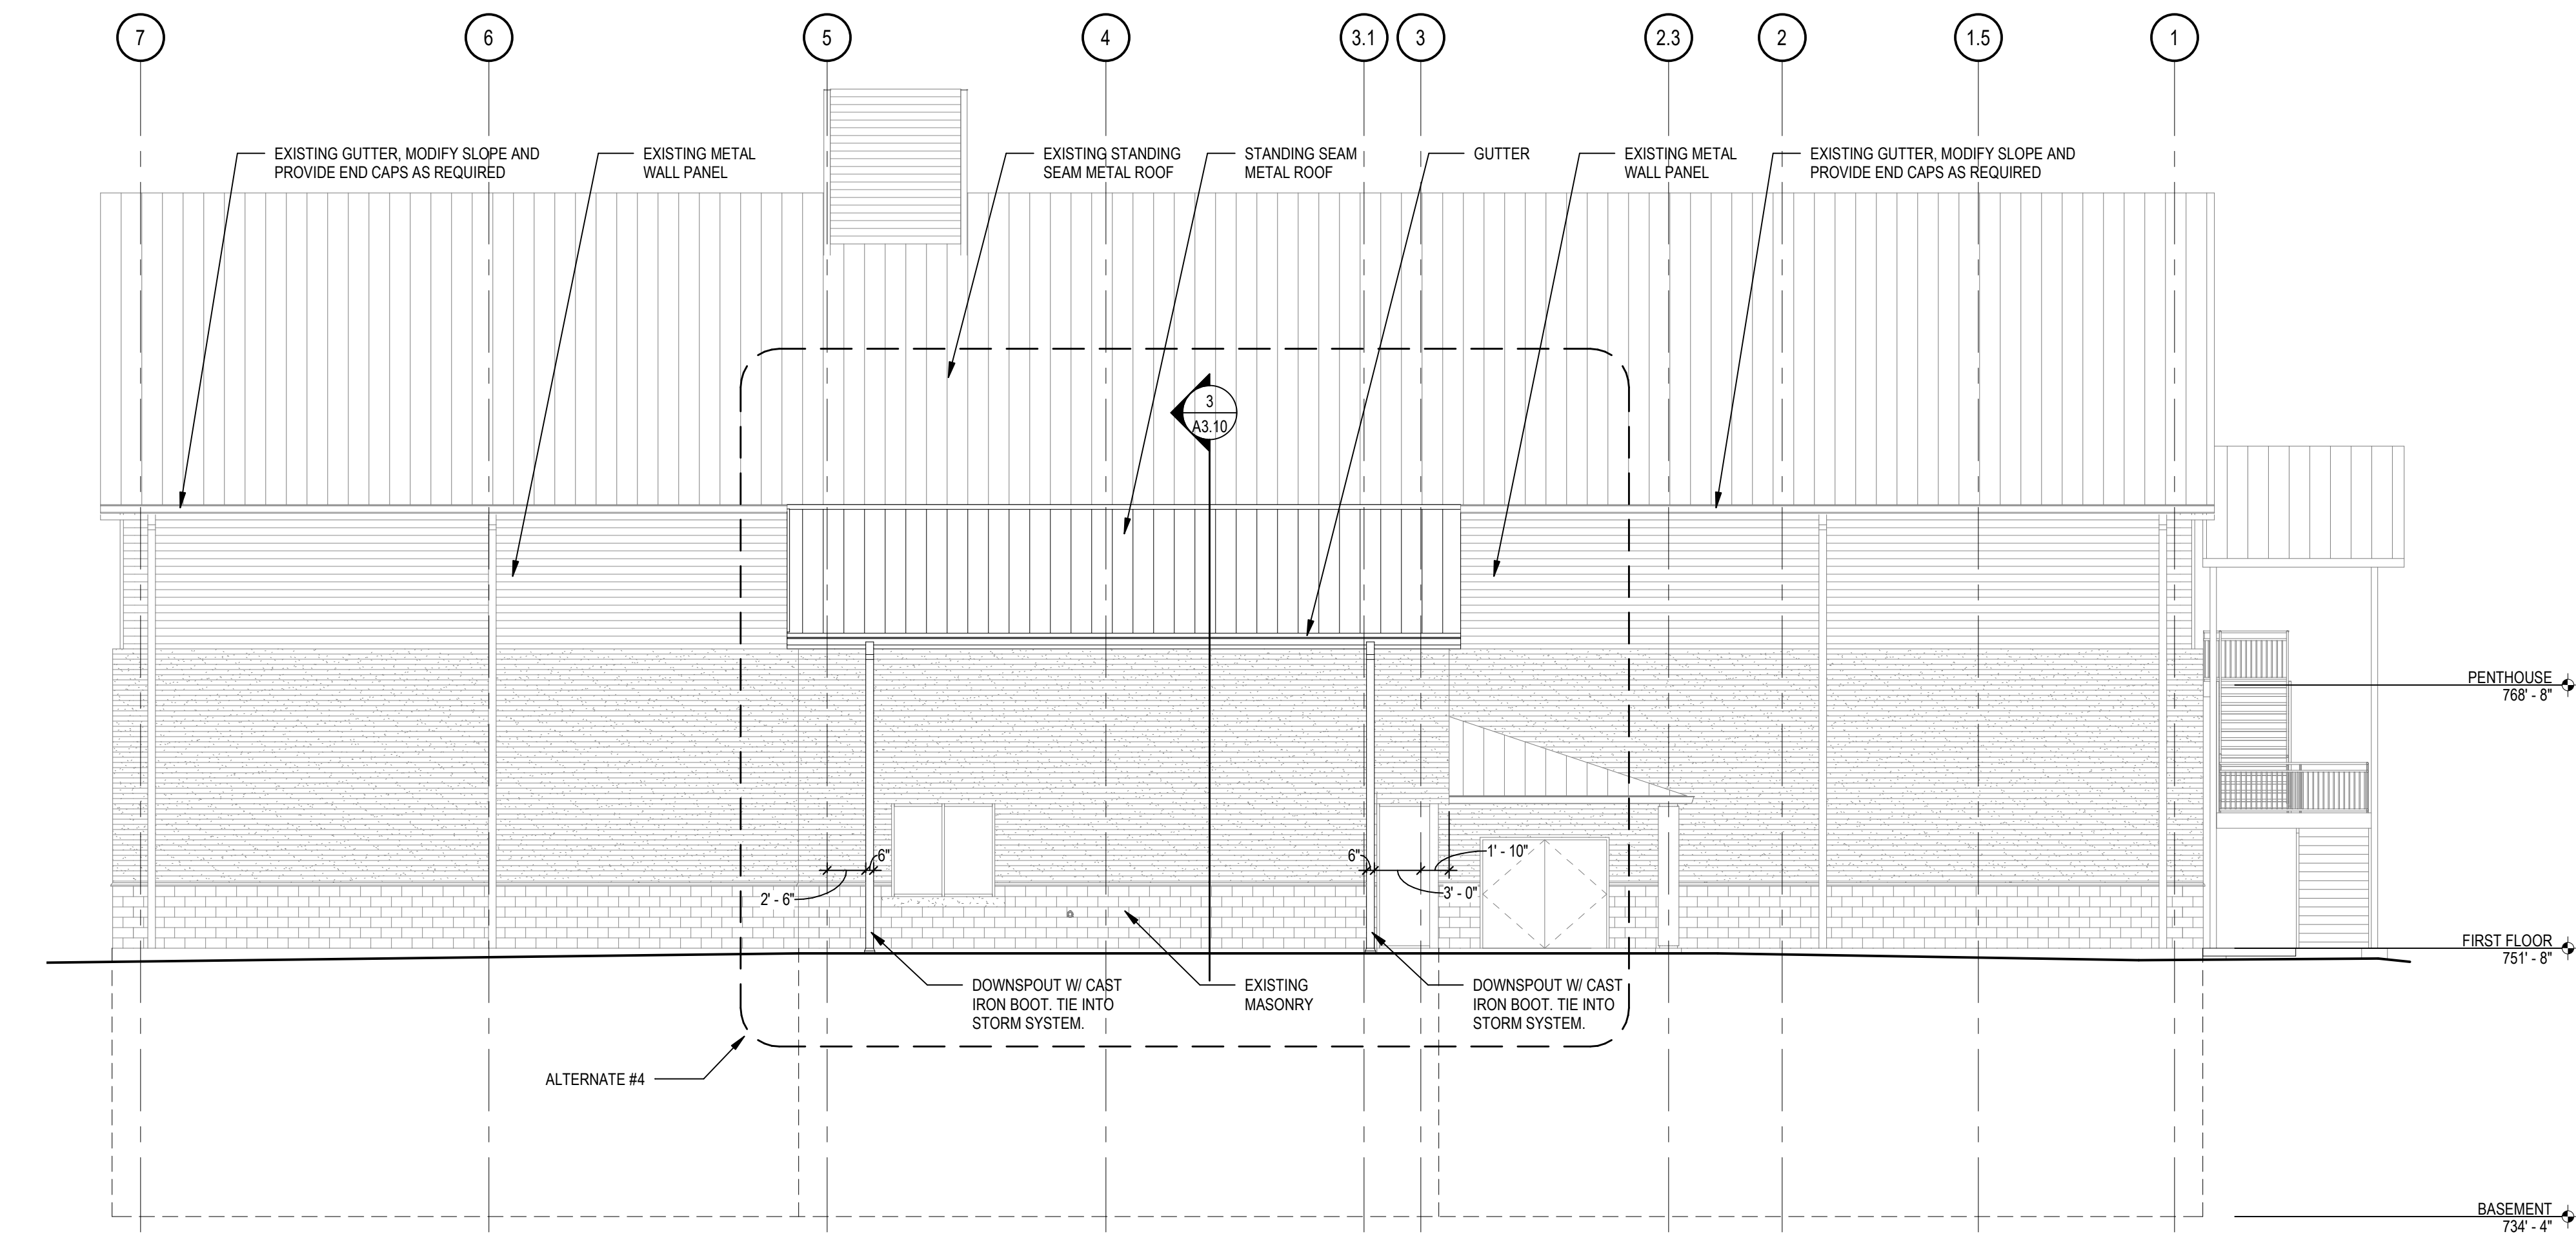 7
6
5
4
3.1
3
2.3
2
1.5
1
EXISTING GUTTER, MODIFY SLOPE AND
PROVIDE END CAPS AS REQUIRED
EXISTING METAL
WALL PANEL
EXISTING STANDING
SEAM METAL ROOF
STANDING SEAM
METAL ROOF
GUTTER
EXISTING METAL
WALL PANEL
EXISTING GUTTER, MODIFY SLOPE AND
PROVIDE END CAPS AS REQUIRED
3
A3.10
PENTHOUSE
768' - 8"
6"
2' - 6"
6"
1' - 10"
3' - 0"
FIRST FLOOR
751' - 8"
DOWNSPOUT W/ CAST
IRON BOOT. TIE INTO
STORM SYSTEM.
EXISTING
MASONRY
DOWNSPOUT W/ CAST
IRON BOOT. TIE INTO
STORM SYSTEM.
ALTERNATE #4
BASEMENT
734' - 4"